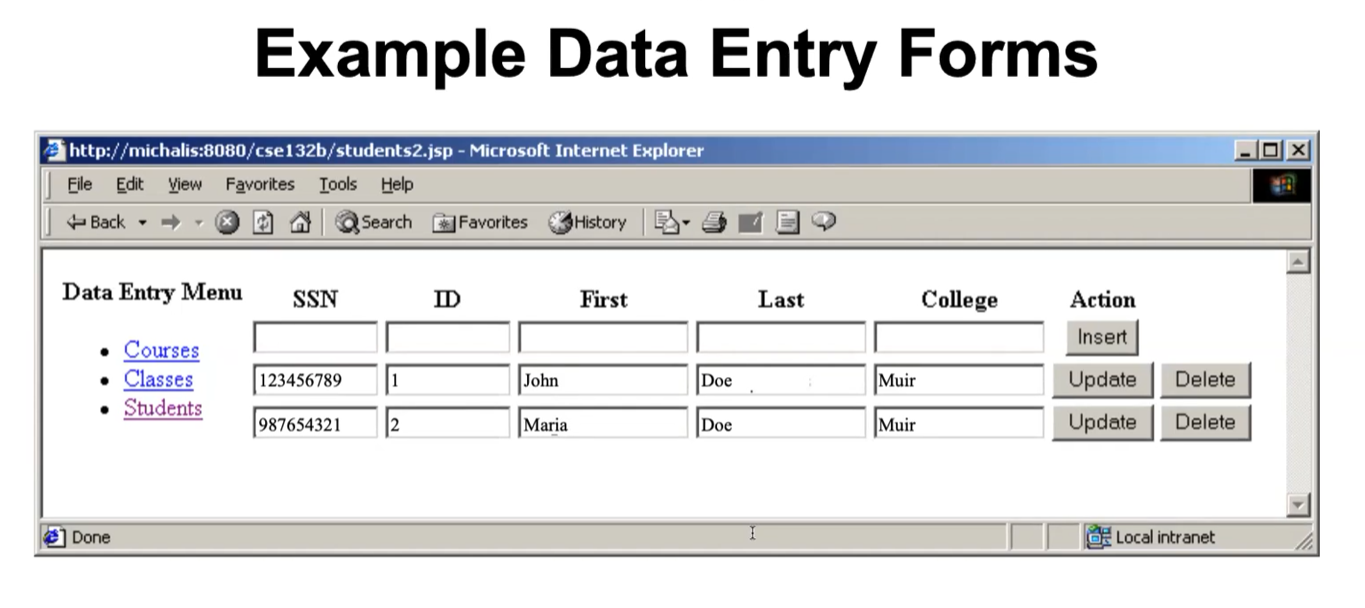 Example Data Entry Forms
http://michalis:8080/cse132b/students2.jsp - Microsoft Internet Explorer
File Edit View Favorites Tools Help
Back Search Favorites History
Data Entry Menu SSN ID First Last College Action
Insert
Courses
123456789 1 John Doe Muir Update Delete
Classes
Students
987654321 2 Maria Doe Muir Update Delete
Done Local intranet